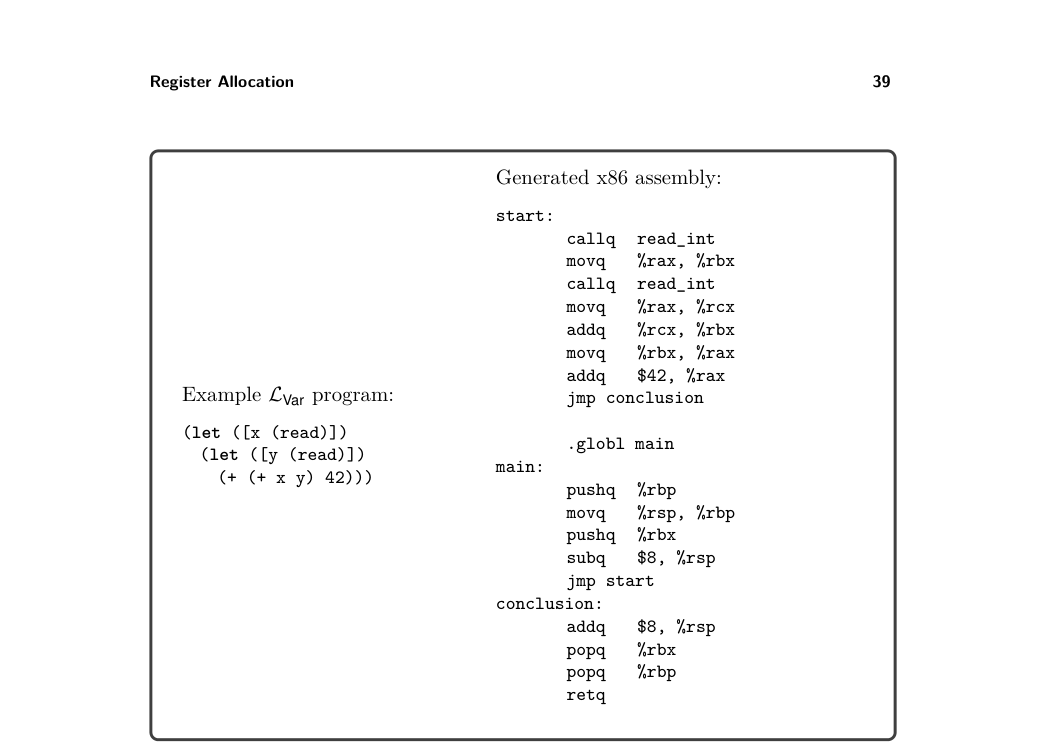 Register Allocation 39
Example ℒVar program:
(let ([x (read)])
(let ([y (read)])
(+ (+ x y) 42)))
Generated x86 assembly:
start:
callq read_int
movq %rax, %rbx
callq read_int
movq %rax, %rcx
addq %rcx, %rbx
movq %rbx, %rax
addq $42, %rax
jmp conclusion
.globl main
main:
pushq %rbp
movq %rsp, %rbp
pushq %rbx
subq $8, %rsp
jmp start
conclusion:
addq $8, %rsp
popq %rbx
popq %rbp
retq